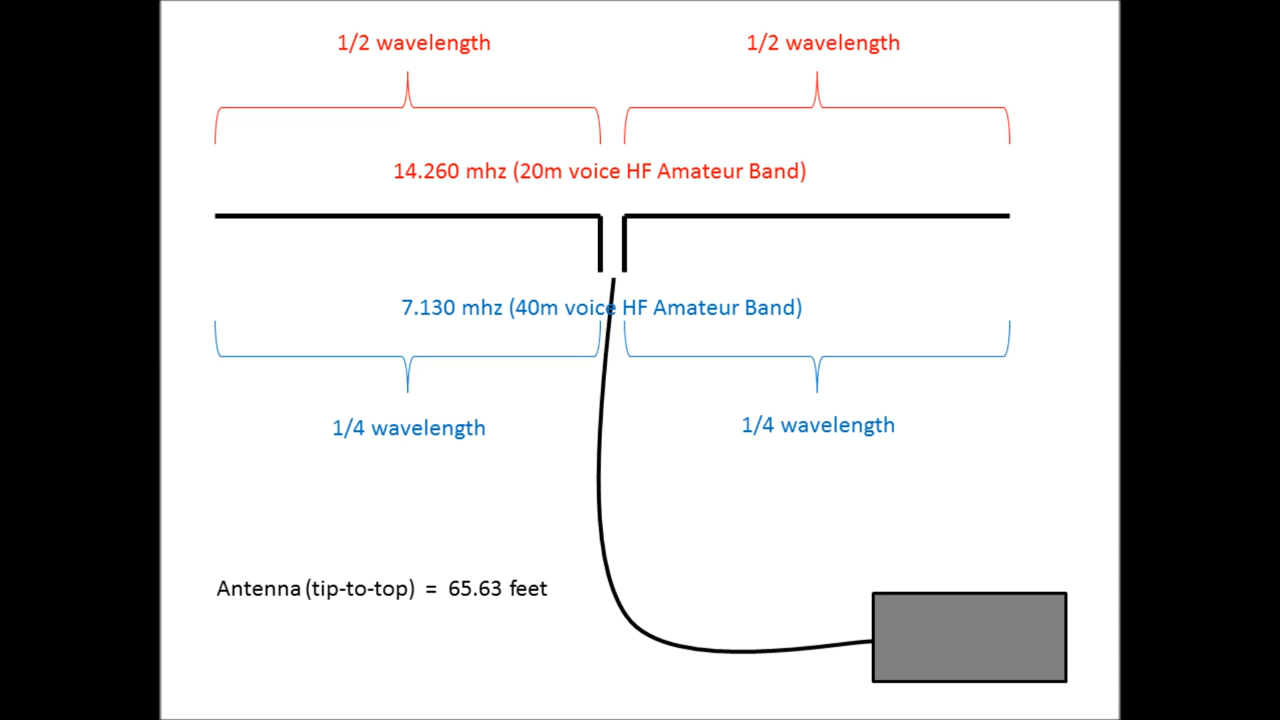 1/2 wavelength
1/2 wavelength
14.260 mhz (20m voice HF Amateur Band)
7.130 mhz (40m voice HF Amateur Band)
1/4 wavelength
1/4 wavelength
Antenna (tip-to-top) = 65.63 feet